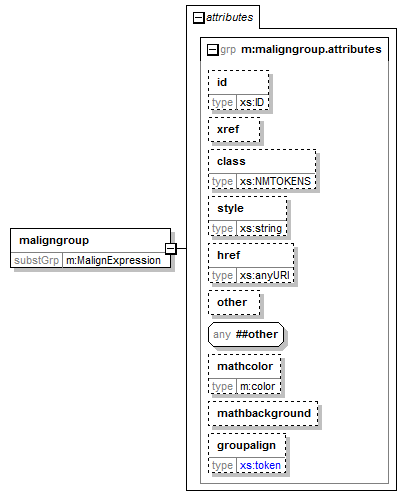 attributes
grp m:maligngroup.attributes
id
type xs:ID
xref
class
type xs:NMTOKENS
style
type xs:string
maligngroup
substGrp m:MalignExpression
href
type xs:anyURI
other
any ##other
mathcolor
type m:color
mathbackground
groupalign
type xs:token